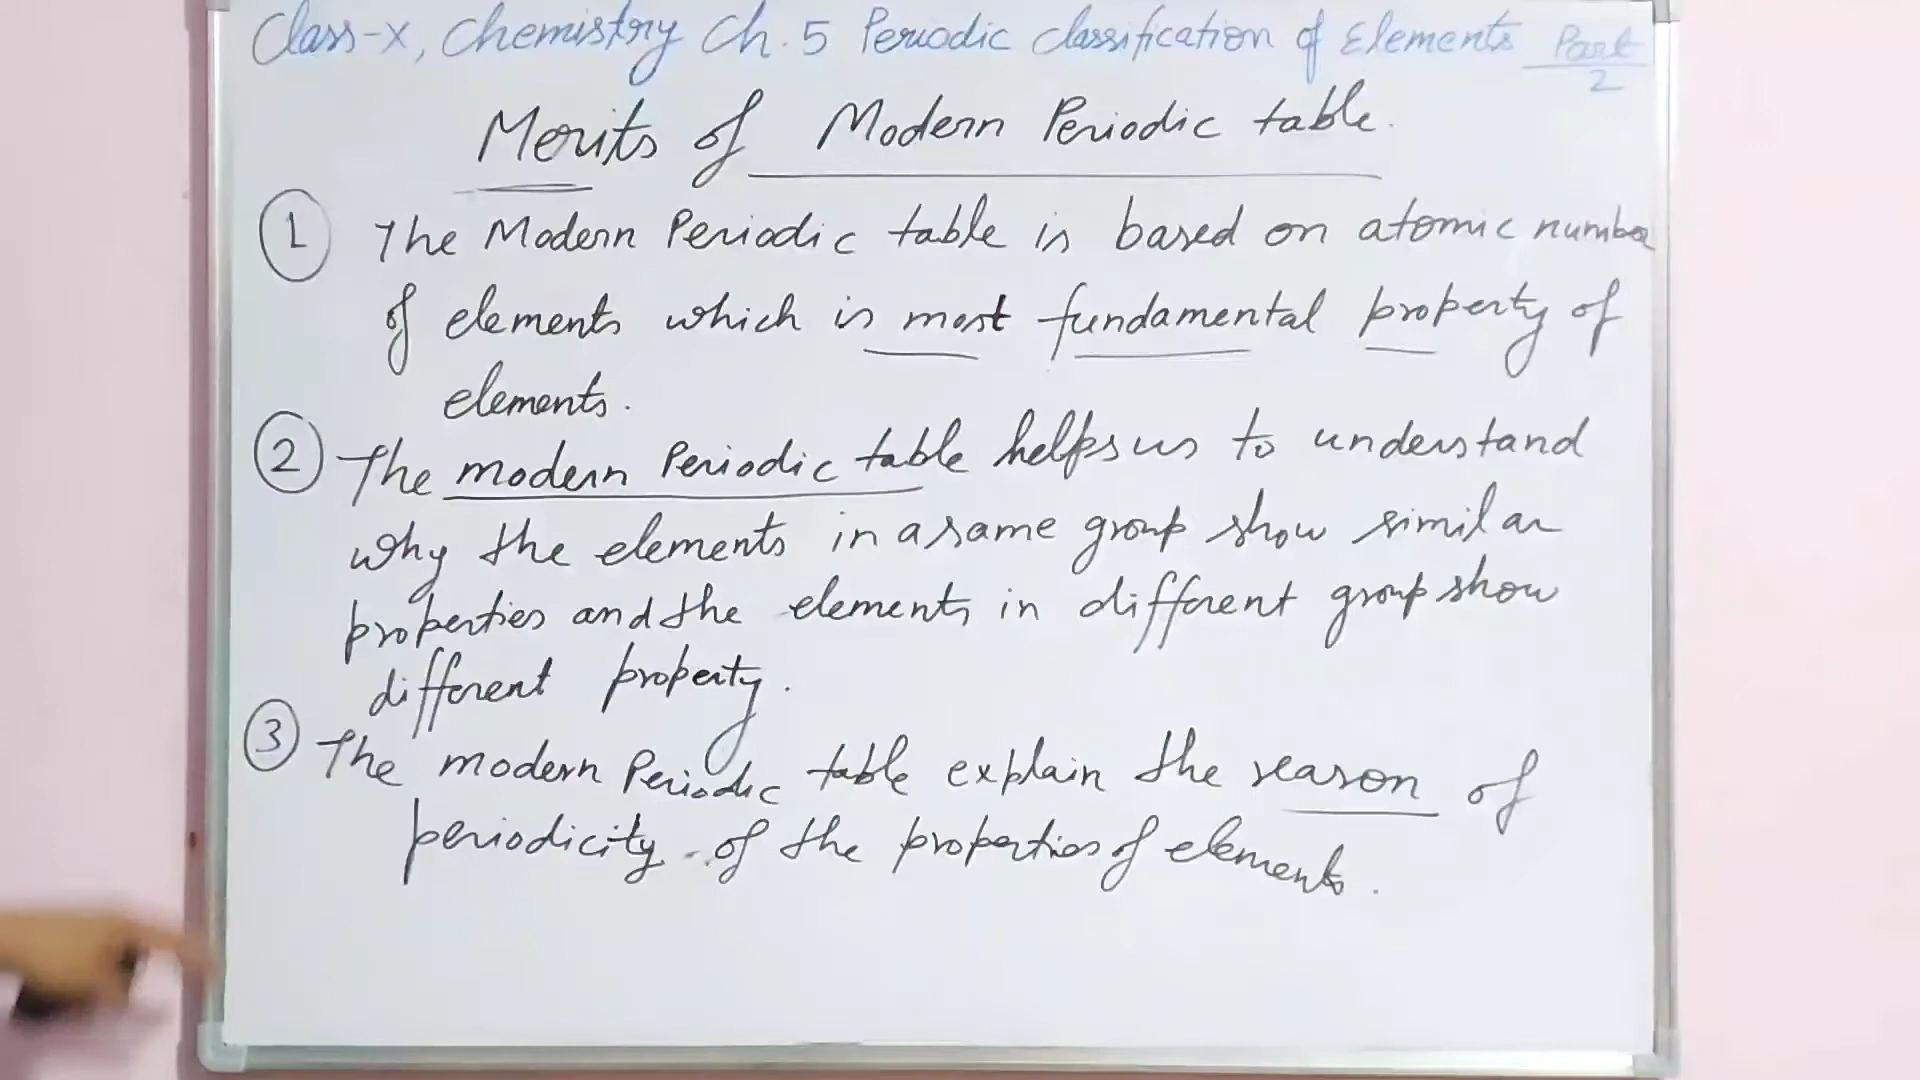 Class-X, Chemistry Ch. 5 Periodic classification of Elements Part 2
Merits of Modern Periodic table.
1 The Modern Periodic table is based on atomic number
of elements which is most fundamental property of
elements.
2 The modern Periodic table helps us to understand
why the elements in a same group show similar
properties and the elements in different group show
different property.
3 The modern Periodic table explain the reason of
periodicity of the properties of elements.